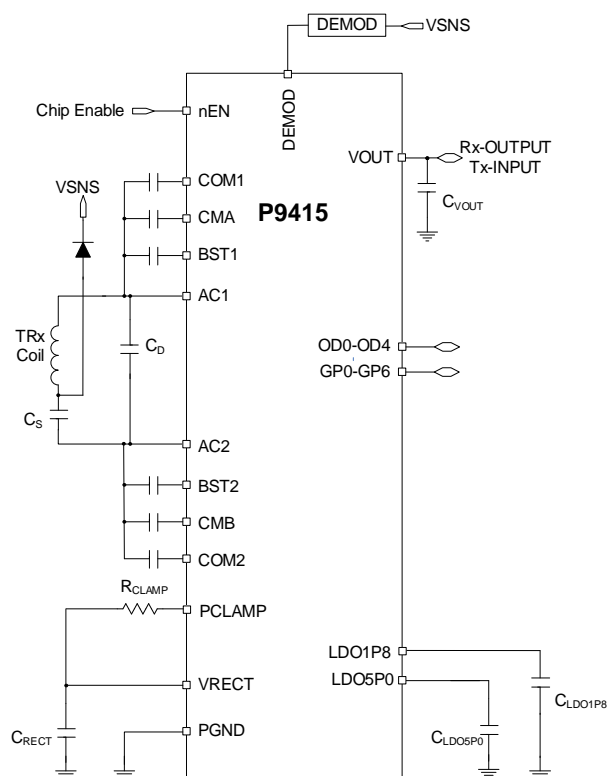 DEMOD
VSNS
Chip Enable
nEN
DEMOD
VOUT
Rx-OUTPUT
Tx-INPUT
CVOUT
VSNS
COM1
CMA
BST1
P9415
AC1
TRx
Coil
CD
CS
OD0-OD4
GP0-GP6
AC2
BST2
CMB
COM2
RCLAMP
PCLAMP
LDO1P8
LDO5P0
VRECT
CRECT
PGND
CLDO5P0
CLDO1P8